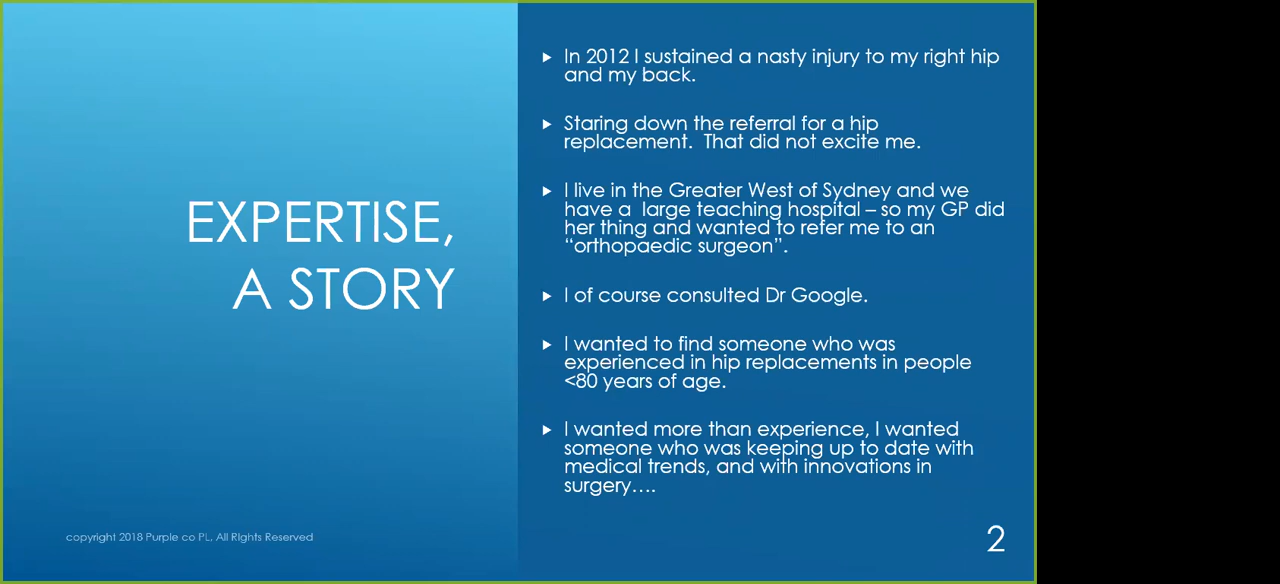 EXPERTISE,
A STORY
In 2012 I sustained a nasty injury to my right hip
and my back.
Staring down the referral for a hip
replacement.  That did not excite me.
I live in the Greater West of Sydney and we
have a  large teaching hospital – so my GP did
her thing and wanted to refer me to an
“orthopaedic surgeon”.
I of course consulted Dr Google.
I wanted to find someone who was
experienced in hip replacements in people
<80 years of age.
I wanted more than experience, I wanted
someone who was keeping up to date with
medical trends, and with innovations in
surgery….
copyright 2018 Purple co PL, All Rights Reserved
2